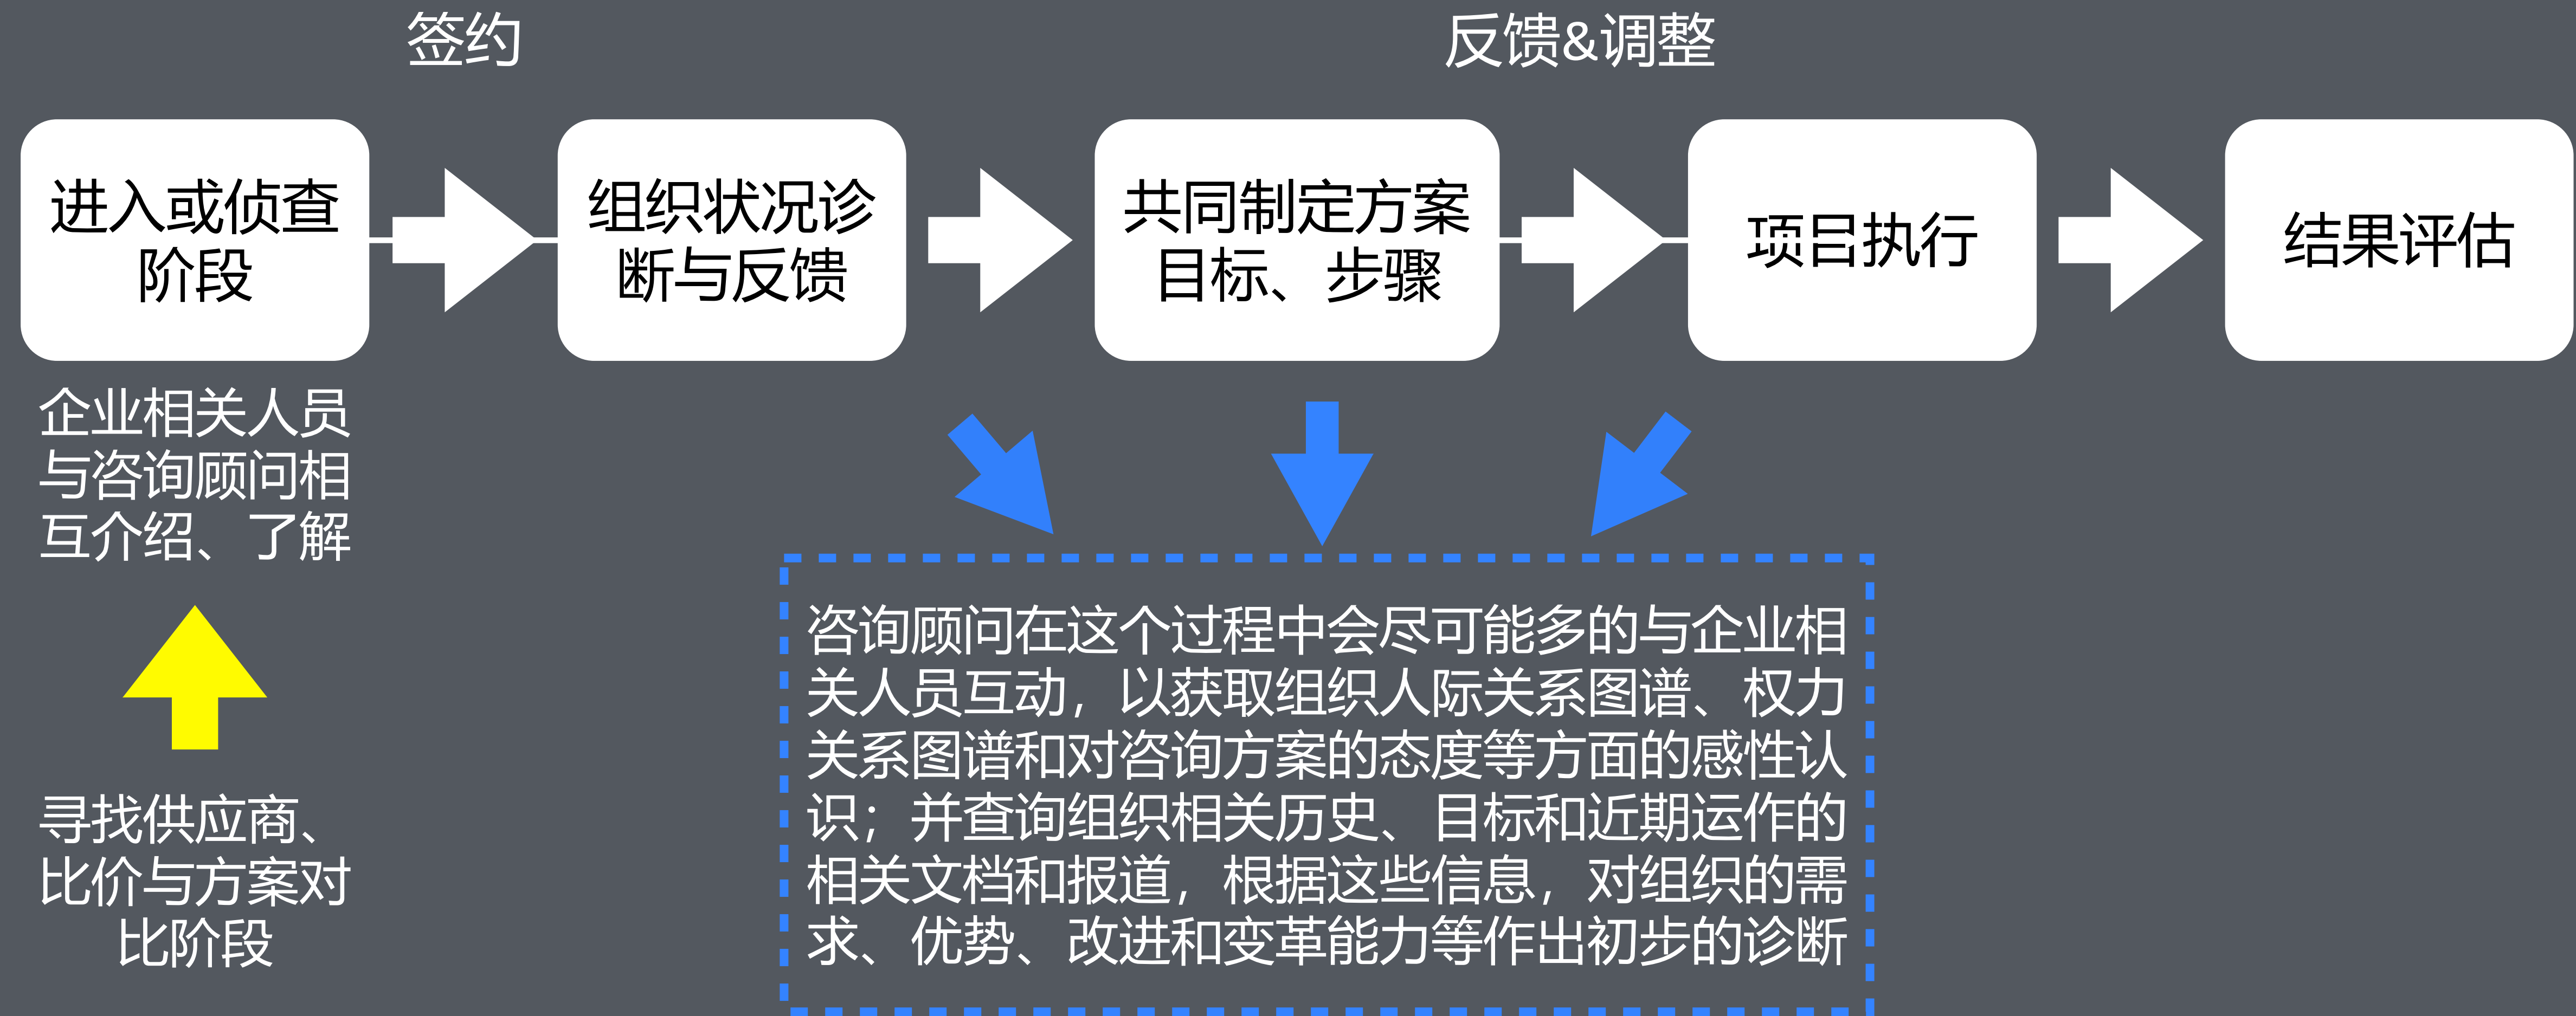 签约
反馈&调整
进入或侦查
阶段
组织状况诊
断与反馈
共同制定方案
目标、步骤
项目执行
结果评估
企业相关人员
与咨询顾问相
互介绍、了解
寻找供应商、
比价与方案对
比阶段
咨询顾问在这个过程中会尽可能多的与企业相
关人员互动，以获取组织人际关系图谱、权力
关系图谱和对咨询方案的态度等方面的感性认
识；并查询组织相关历史、目标和近期运作的
相关文档和报道，根据这些信息，对组织的需
求、优势、改进和变革能力等作出初步的诊断